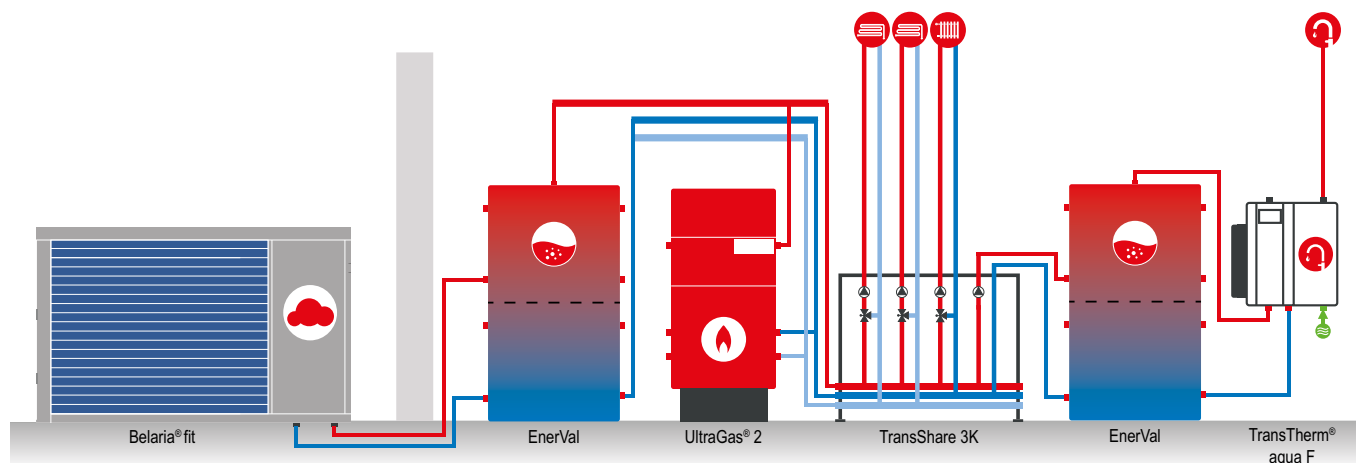 Belaria® fit
EnerVal
UltraGas® 2
TransShare 3K
EnerVal
TransTherm®
aqua F